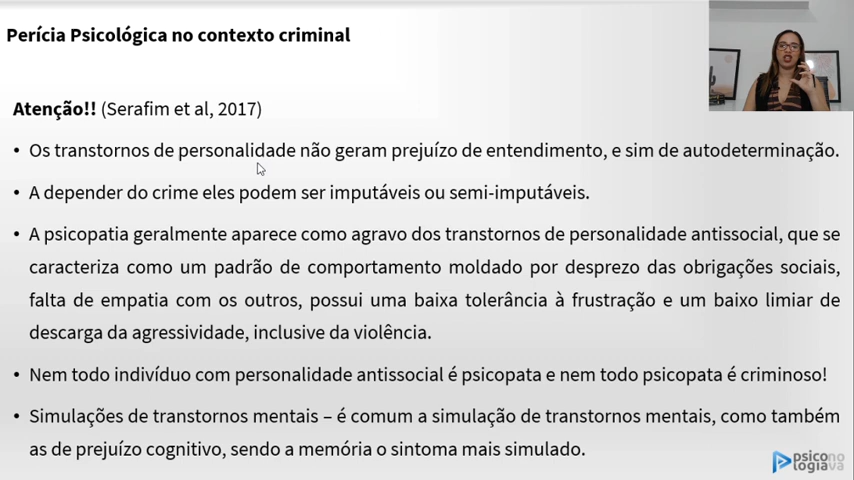 Perícia Psicológica no contexto criminal
Atenção!! (Serafim et al, 2017)
• Os transtornos de personalidade não geram prejuízo de entendimento, e sim de autodeterminação.
• A depender do crime eles podem ser imputáveis ou semi-imputáveis.
• A psicopatia geralmente aparece como agravo dos transtornos de personalidade antissocial, que se
caracteriza como um padrão de comportamento moldado por desprezo das obrigações sociais,
falta de empatia com os outros, possui uma baixa tolerância à frustração e um baixo limiar de
descarga da agressividade, inclusive da violência.
• Nem todo indivíduo com personalidade antissocial é psicopata e nem todo psicopata é criminoso!
• Simulações de transtornos mentais – é comum a simulação de transtornos mentais, como também
as de prejuízo cognitivo, sendo a memória o sintoma mais simulado.
psicono
logiava